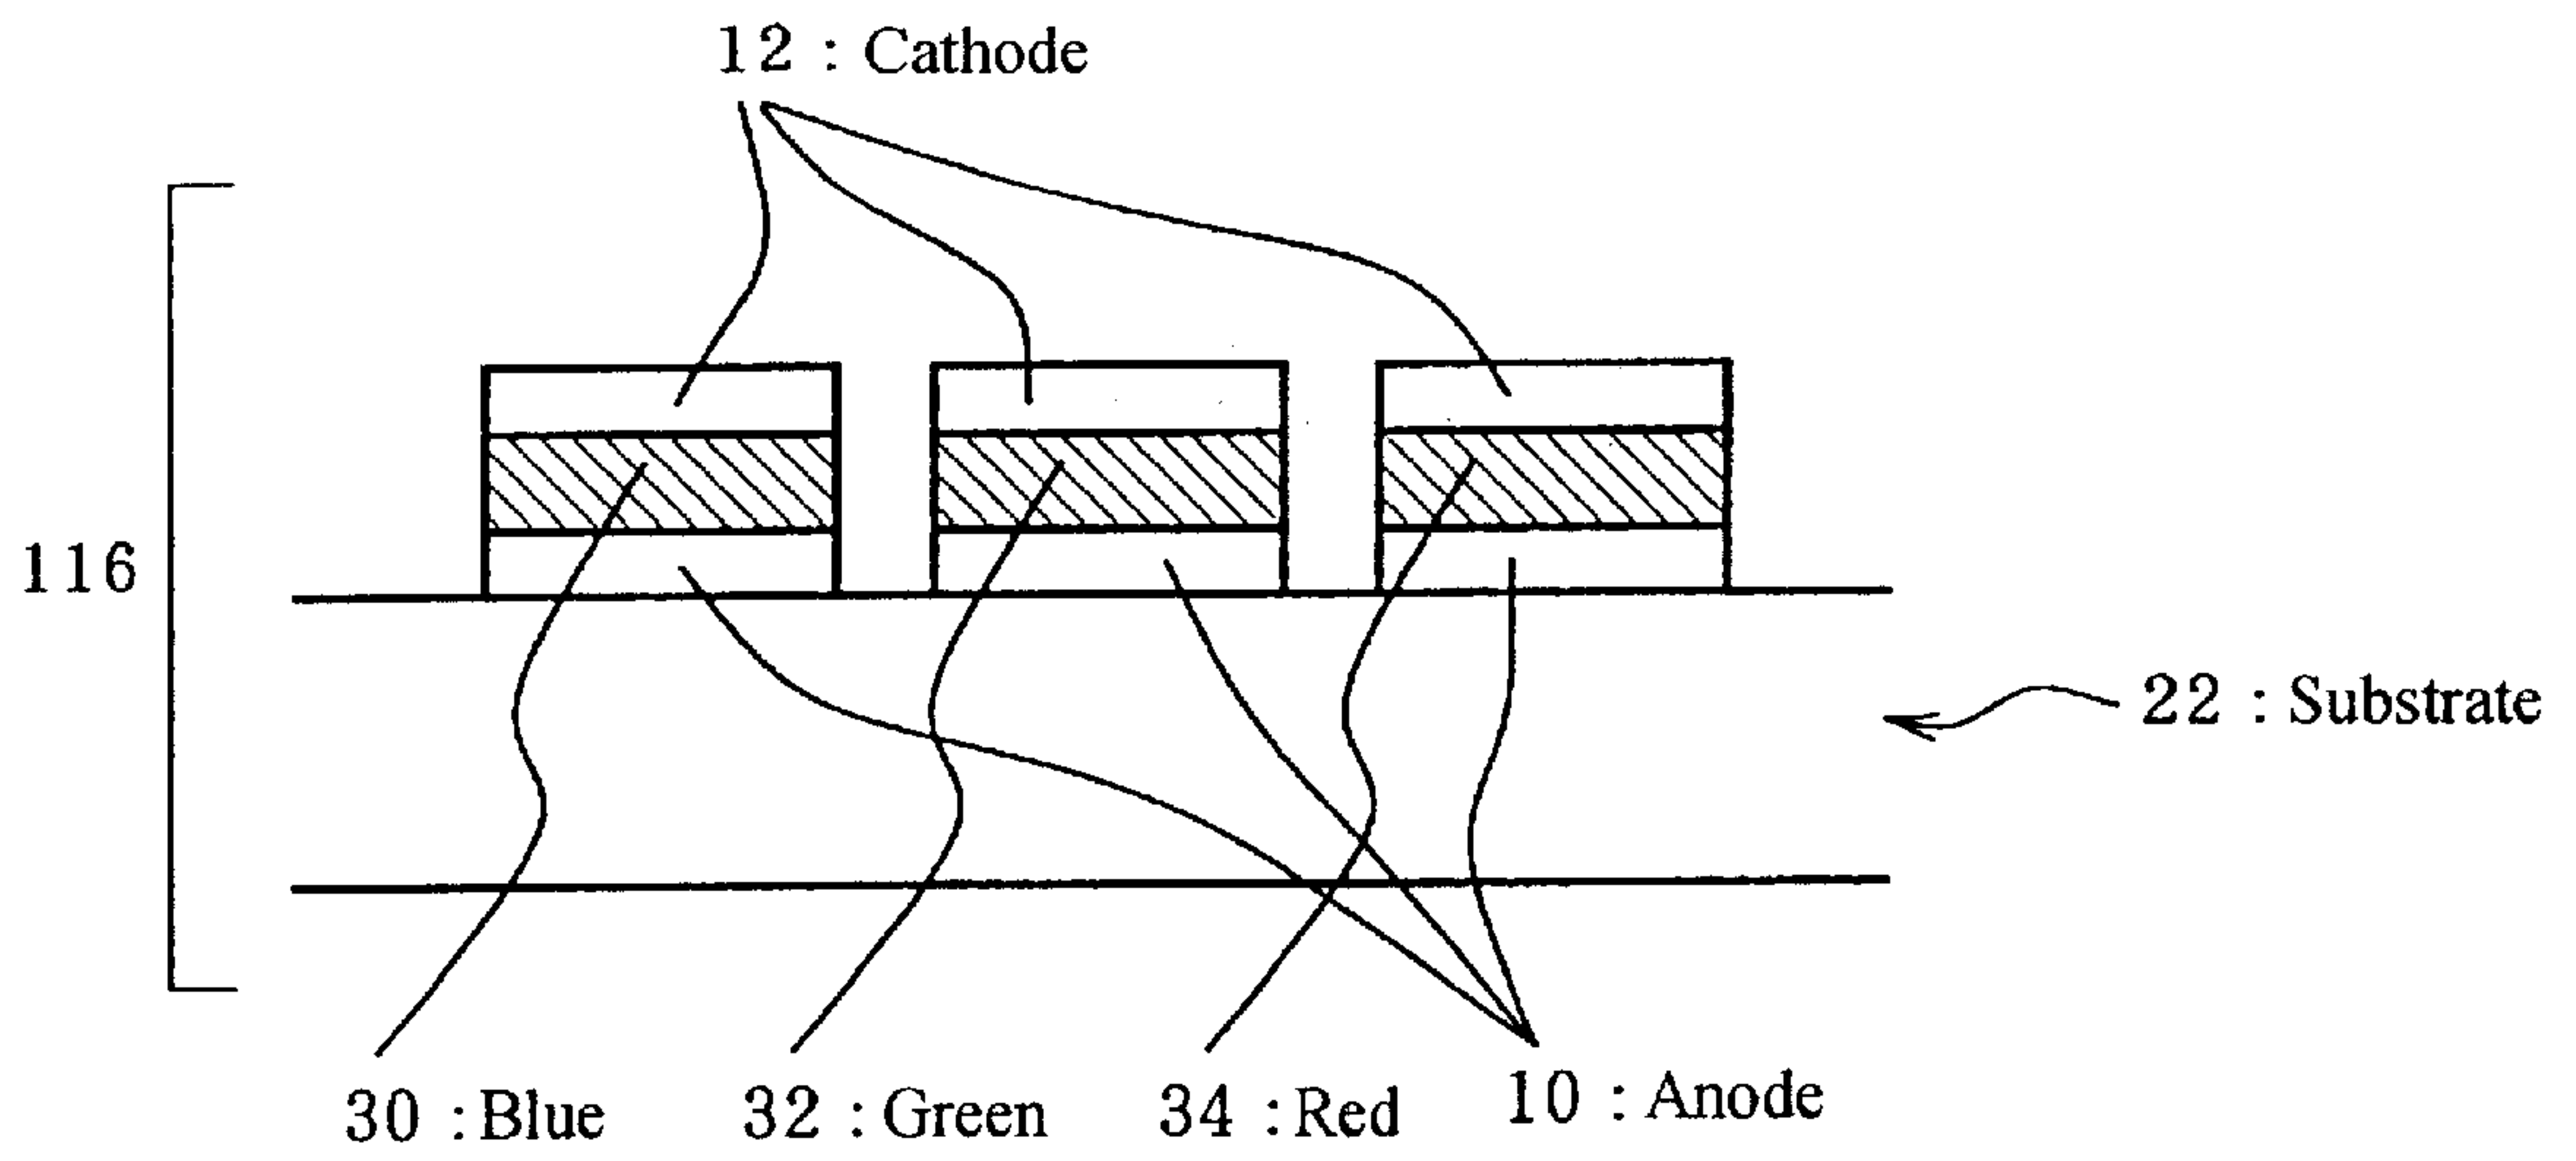 12 : Cathode
116
22 : Substrate
30 : Blue
32 : Green
34 : Red
10 : Anode